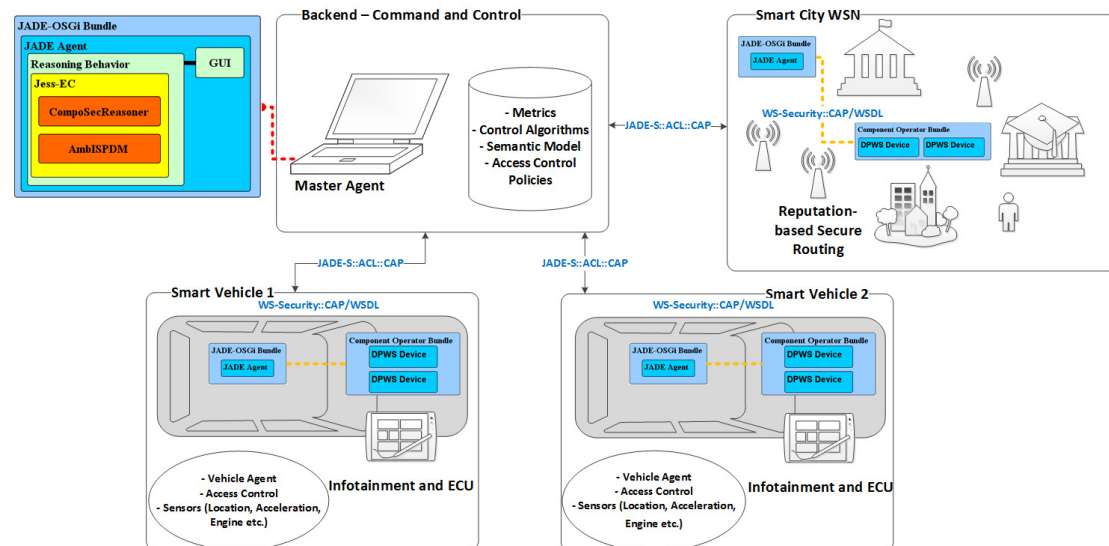 JADE-OSGi Bundle
JADE Agent
Reasoning Behavior
GUI
Jess-EC
CompoSecReasoner
AmbISPDM
Backend – Command and Control
Master Agent
- Metrics
- Control Algorithms
- Semantic Model
- Access Control
Policies
JADE-S::ACL::CAP
Smart City WSN
JADE-OSGi Bundle
JADE Agent
WS-Security::CAP/WSDL
Component Operator Bundle
DPWS Device
DPWS Device
Reputation-
based Secure
Routing
JADE-S::ACL::CAP
JADE-S::ACL::CAP
Smart Vehicle 1
WS-Security::CAP/WSDL
JADE-OSGi Bundle
JADE Agent
Component Operator Bundle
DPWS Device
DPWS Device
Infotainment and ECU
- Vehicle Agent
- Access Control
- Sensors (Location, Acceleration,
Engine etc.)
Smart Vehicle 2
WS-Security::CAP/WSDL
JADE-OSGi Bundle
JADE Agent
Component Operator Bundle
DPWS Device
DPWS Device
Infotainment and ECU
- Vehicle Agent
- Access Control
- Sensors (Location, Acceleration,
Engine etc.)